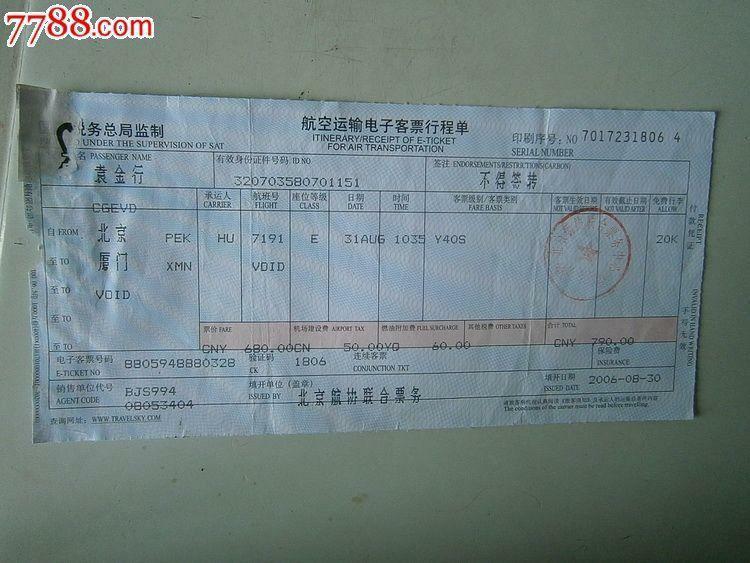 7788.com
税务总局监制
航空运输电子客票行程单
ITINERARY/RECEIPT OF E-TICKET
FOR AIR TRANSPORTATION
印刷序号: NO 7017231806 4
SERIAL NUMBER
UNDER THE SUPERVISION OF SAT
名 PASSENGER NAME
有效身份证件号码 ID NO
签注 ENDORSEMENTS/RESTRICTIONS(CARBON)
袁金行
320703580701151
不得签转
CGEVD
承运人 CARRIER
航班号 FLIGHT
座位等级 CLASS
日期 DATE
时间 TIME
客票级别/客票类别 FARE BASIS
客票生效日期 NOT VALID BEFORE
有效截止日期 NOT VALID AFTER
免费行李 ALLOW
自 FROM 北京 PEK HU 7191 E 31AUG 1035 Y40S 20K
至 TO 厦门 XMN VOID
至 TO VOID
至 TO
票价 FARE
机场建设费 AIRPORT TAX
燃油附加费 FUEL SURCHARGE
其他税费 OTHER TAXES
合计 TOTAL
CNY 680.00CN 50.00YQ 60.00 CNY 790.00
电子客票号码 E-TICKET NO 8805948880328
验证码 CK 1806
连续客票 CONJUNCTION TKT
保险费 INSURANCE
销售单位代号 AGENT CODE BJS994 08053404
填开单位(盖章) ISSUED BY 北京航协联合票务
填开日期 ISSUED DATE 2006-08-30
查询网址: WWW.TRAVELSKY.COM
The conditions of the carrier must be read before travelling.
付款凭证 RECEIPT
手写无效 INVALID IN HAND WRITING